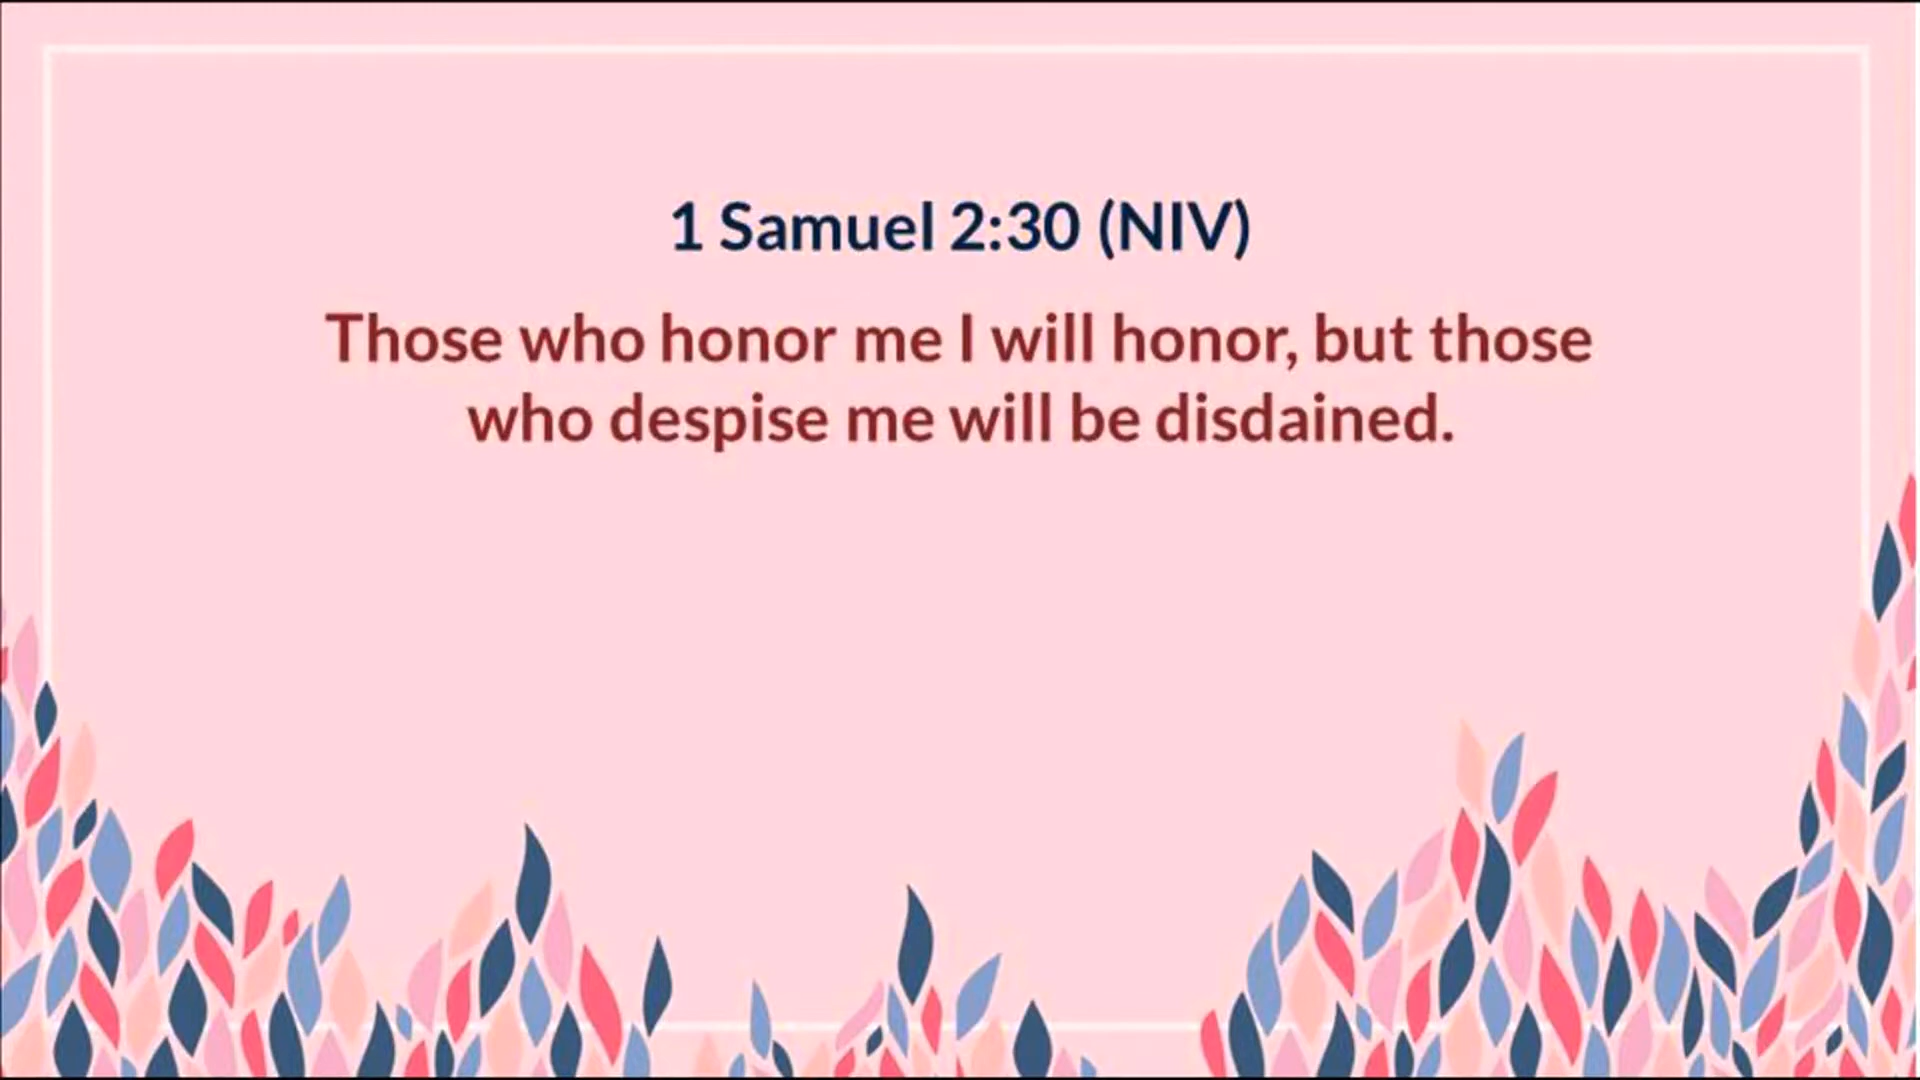 1 Samuel 2:30 (NIV)
Those who honor me I will honor, but those
who despise me will be disdained.